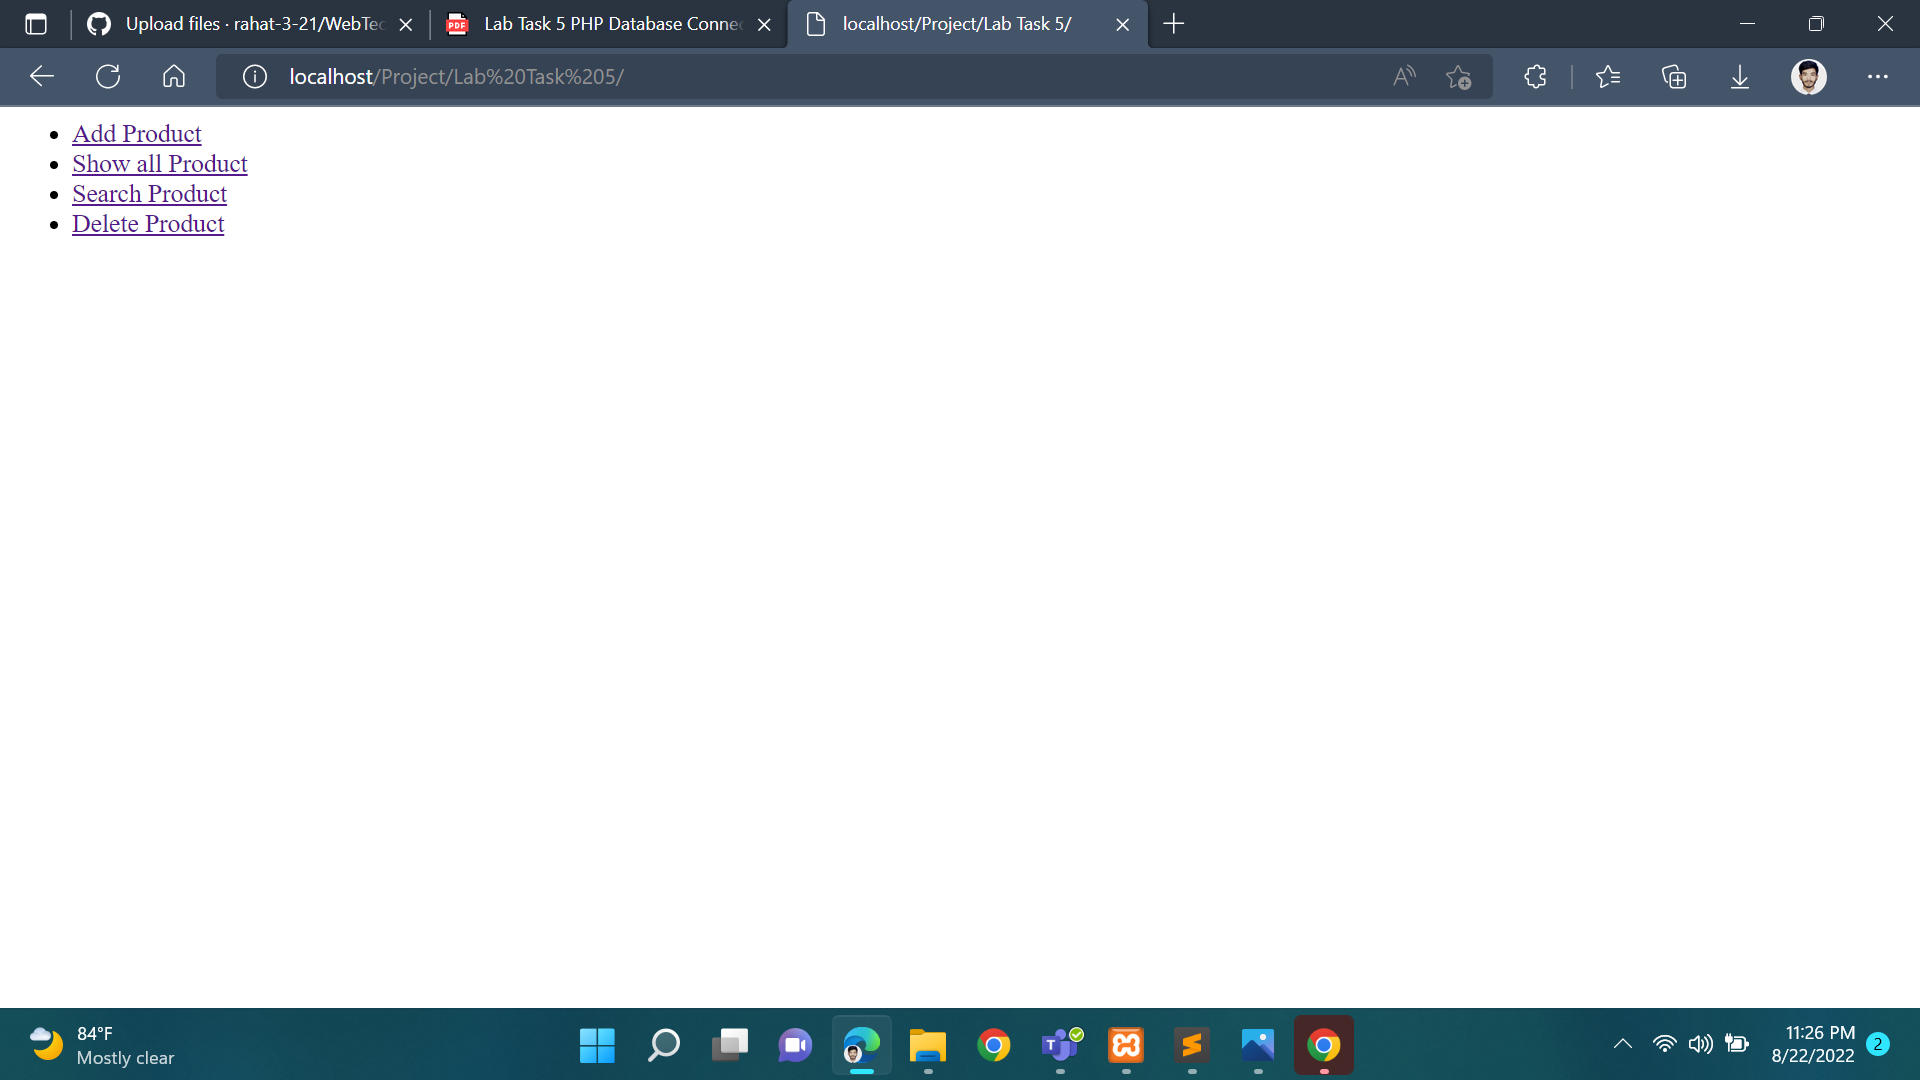 Upload files · rahat-3-21/WebTec
PDF
Lab Task 5 PHP Database Connec
localhost/Project/Lab Task 5/
localhost/Project/Lab%20Task%205/
Add Product
Show all Product
Search Product
Delete Product
84°F
Mostly clear
11:26 PM
8/22/2022
2